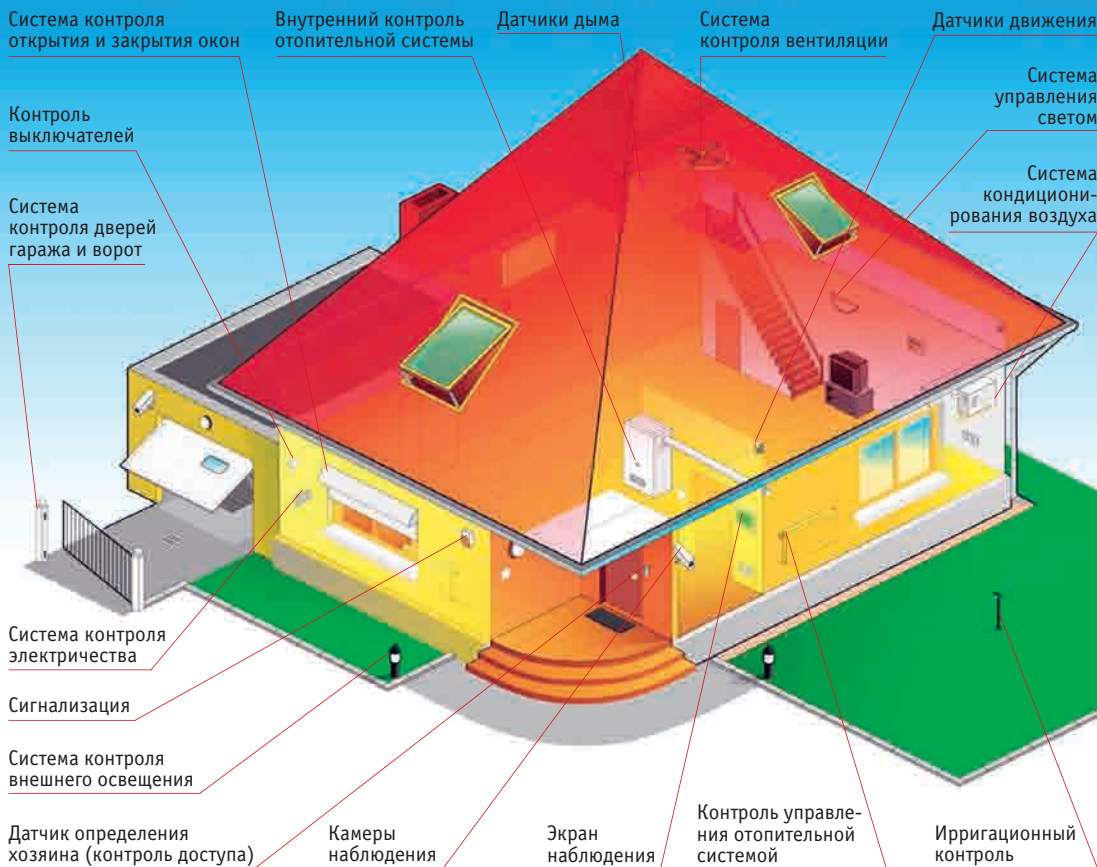 Система контроля
открытия и закрытия окон
Внутренний контроль
отопительной системы
Датчики дыма
Система
контроля вентиляции
Датчики движения
Система
управления
светом
Контроль
выключателей
Система
кондициони-
рования воздуха
Система
контроля дверей
гаража и ворот
Система контроля
электричества
Сигнализация
Система контроля
внешнего освещения
Датчик определения
хозяина (контроль доступа)
Камеры
наблюдения
Экран
наблюдения
Контроль управле-
ния отопительной
системой
Ирригационный
контроль